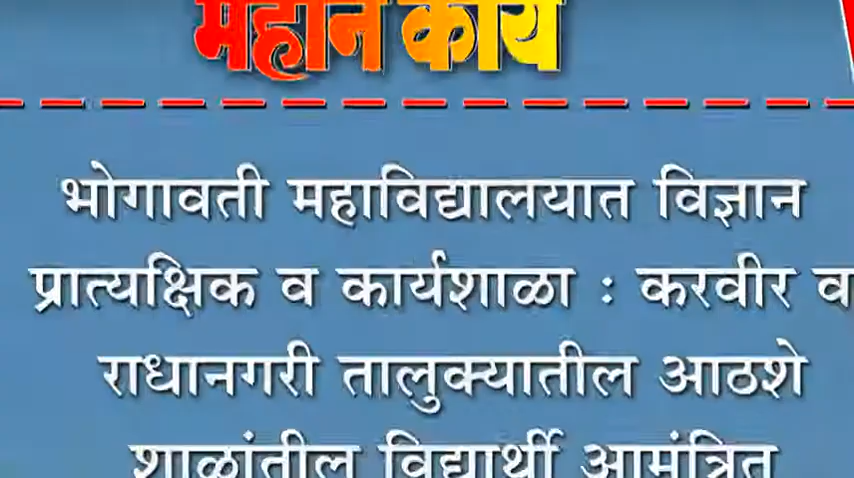 महान कार्य
भोगावती महाविद्यालयात विज्ञान
प्रात्यक्षिक व कार्यशाळा : करवीर व
राधानगरी तालुक्यातील आठशे
शाळांतील विद्यार्थी आमंत्रित